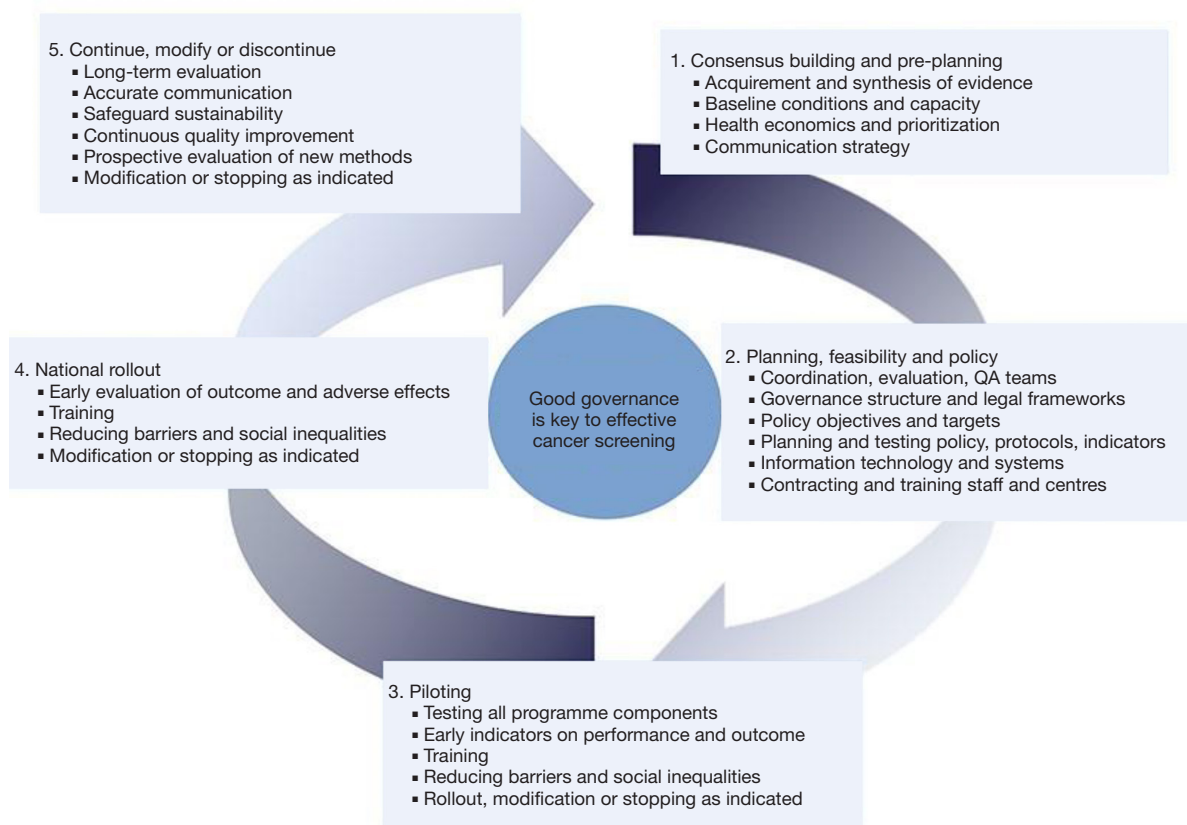 1. Consensus building and pre-planning
▪ Acquirement and synthesis of evidence
▪ Baseline conditions and capacity
▪ Health economics and prioritization
▪ Communication strategy
2. Planning, feasibility and policy
▪ Coordination, evaluation, QA teams
▪ Governance structure and legal frameworks
▪ Policy objectives and targets
▪ Planning and testing policy, protocols, indicators
▪ Information technology and systems
▪ Contracting and training staff and centres
3. Piloting
▪ Testing all programme components
▪ Early indicators on performance and outcome
▪ Training
▪ Reducing barriers and social inequalities
▪ Rollout, modification or stopping as indicated
4. National rollout
▪ Early evaluation of outcome and adverse effects
▪ Training
▪ Reducing barriers and social inequalities
▪ Modification or stopping as indicated
5. Continue, modify or discontinue
▪ Long-term evaluation
▪ Accurate communication
▪ Safeguard sustainability
▪ Continuous quality improvement
▪ Prospective evaluation of new methods
▪ Modification or stopping as indicated
Good governance
is key to effective
cancer screening